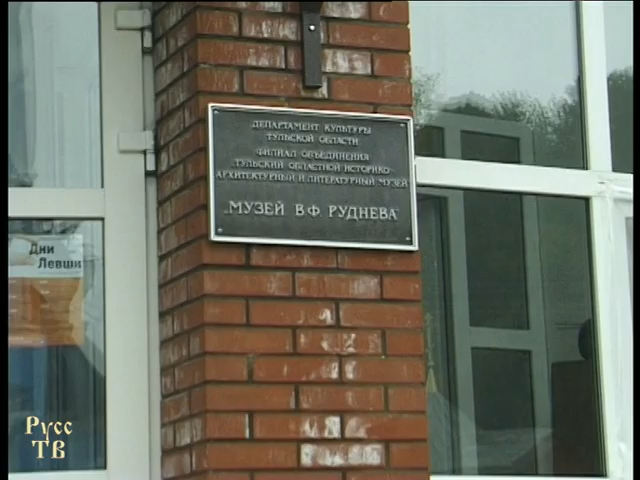 ДЕПАРТАМЕНТ КУЛЬТУРЫ
ТУЛЬСКОЙ ОБЛАСТИ
ФИЛИАЛ ОБЪЕДИНЕНИЯ
„ТУЛЬСКИЙ ОБЛАСТНОЙ ИСТОРИКО-
АРХИТЕКТУРНЫЙ И ЛИТЕРАТУРНЫЙ МУЗЕЙ
„МУЗЕЙ В.Ф. РУДНЕВА"
Дни
Левши
Русс
ТВ